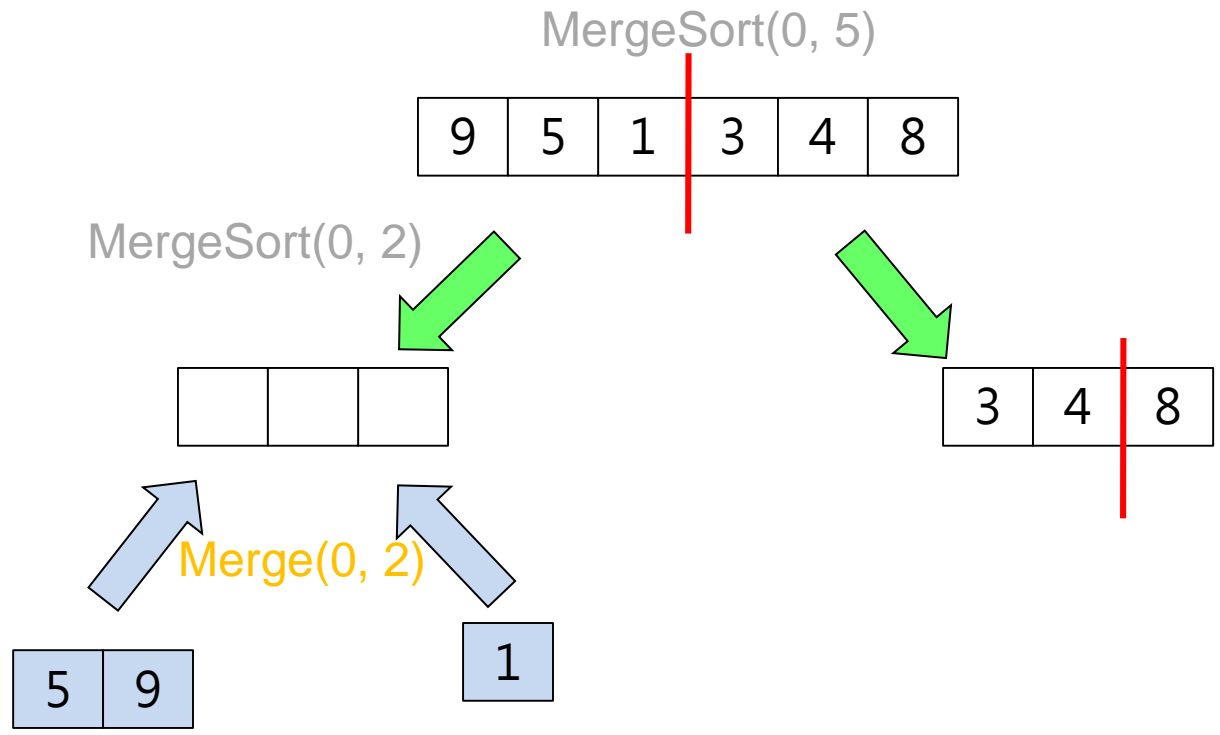 MergeSort(0, 5)
9 5 1 3 4 8
MergeSort(0, 2)
3 4 8
Merge(0, 2)
5 9
1